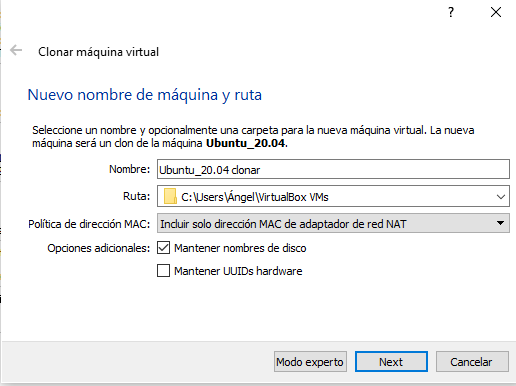 ?
Clonar máquina virtual
Nuevo nombre de máquina y ruta
Seleccione un nombre y opcionalmente una carpeta para la nueva máquina virtual. La nueva
máquina será un clon de la máquina Ubuntu_20.04.
Nombre: Ubuntu_20.04 clonar
Ruta: C:\Users\Ángel\VirtualBox VMs
Política de dirección MAC: Incluir solo dirección MAC de adaptador de red NAT
Opciones adicionales: Mantener nombres de disco
Mantener UUIDs hardware
Modo experto Next Cancelar